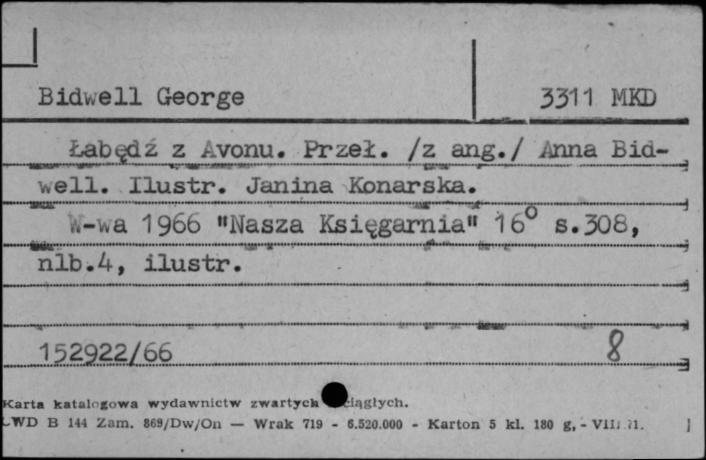 Bidwell George 3311 MKD
Łabędź z Avonu. Przeł. /z ang./ Anna Bid-
well. Ilustr. Janina Konarska.
W-wa 1966 "Nasza Księgarnia" 16° s.308,
nlb.4, ilustr.
152922/66 8
Karta katalogowa wydawnictw zwartych ciągłych.
WD B 144 Zam. 869/Dw/On — Wrak 719 - 6.520.000 - Karton 5 kl. 180 g, - VIII.71.